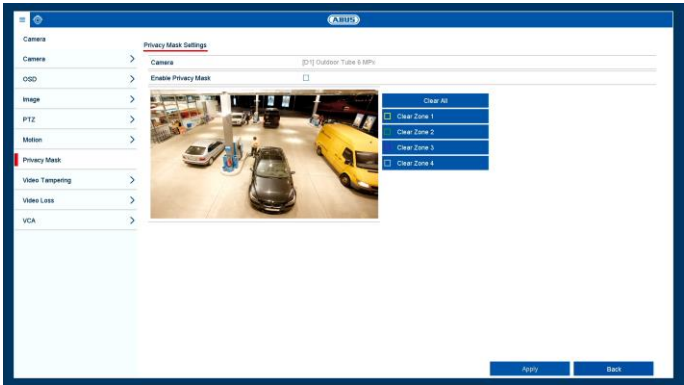 ABUS
Camera
Privacy Mask Settings
Camera
Camera
[D1] Outdoor Tube 6 MPx
OSD
Enable Privacy Mask
Image
Clear All
PTZ
Clear Zone 1
Motion
Clear Zone 2
Privacy Mask
Clear Zone 3
Video Tampering
Clear Zone 4
Video Loss
VCA
Apply
Back